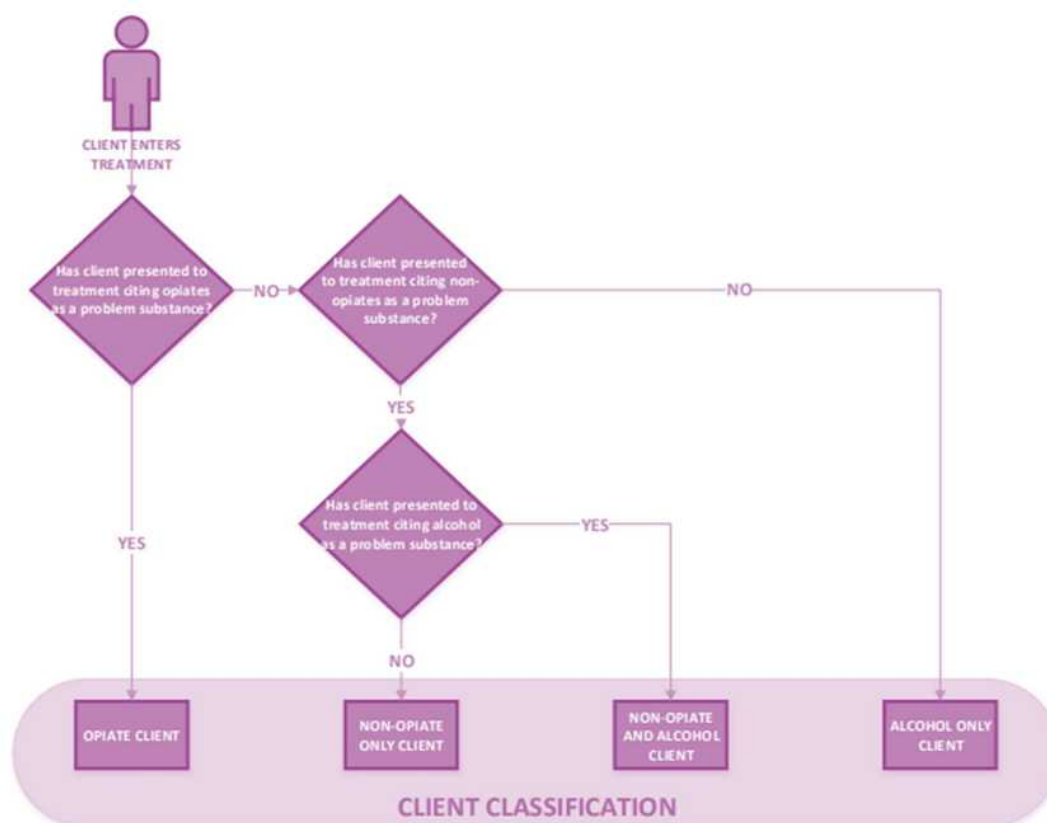 CLIENT ENTERS
TREATMENT
Has client presented to
treatment citing opiates
as a problem substance?
NO
Has client presented
to treatment citing non-
opiates as a problem
substance?
NO
YES
Has client presented to
treatment citing alcohol
as a problem substance?
YES
YES
NO
OPIATE CLIENT
NON-OPIATE
ONLY CLIENT
NON-OPIATE
AND ALCOHOL
CLIENT
ALCOHOL ONLY
CLIENT
CLIENT CLASSIFICATION